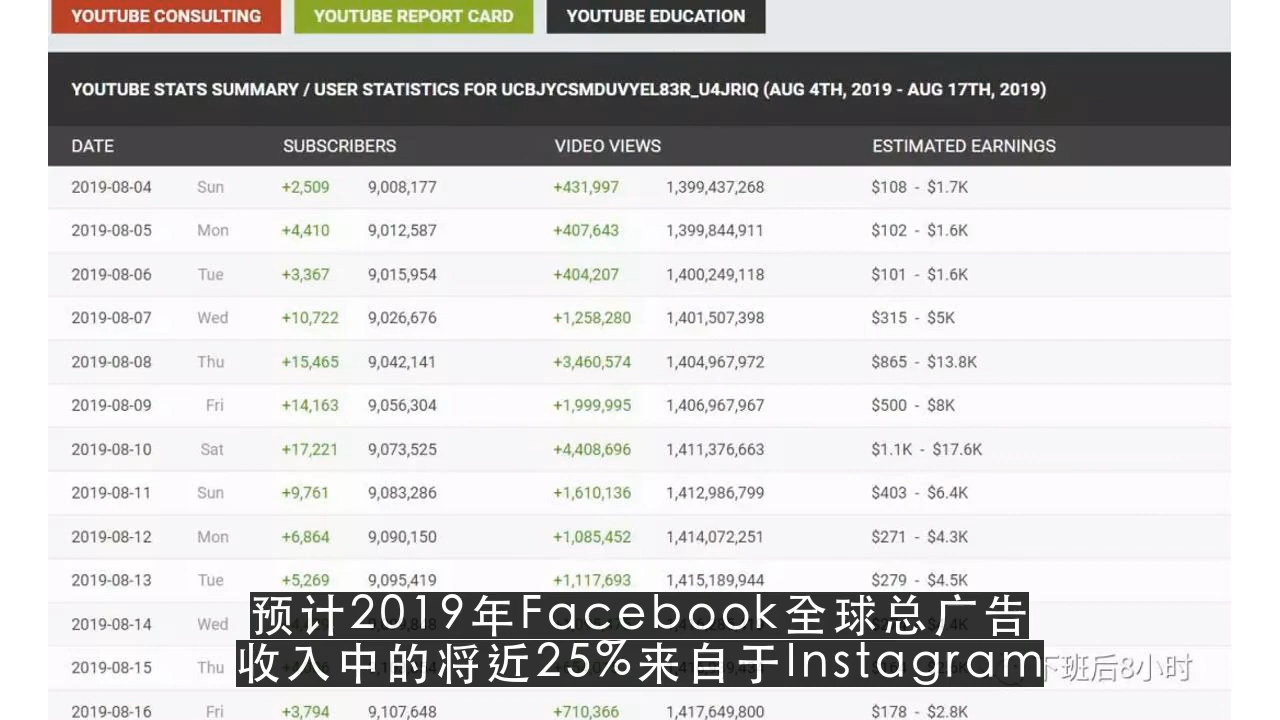 YOUTUBE CONSULTING YOUTUBE REPORT CARD YOUTUBE EDUCATION
YOUTUBE STATS SUMMARY / USER STATISTICS FOR UCBJYCSMDUVYEL83R_U4JRIQ (AUG 4TH, 2019 - AUG 17TH, 2019)
DATE SUBSCRIBERS VIDEO VIEWS ESTIMATED EARNINGS
2019-08-04 Sun +2,509 9,008,177 +431,997 1,399,437,268 $108 - $1.7K
2019-08-05 Mon +4,410 9,012,587 +407,643 1,399,844,911 $102 - $1.6K
2019-08-06 Tue +3,367 9,015,954 +404,207 1,400,249,118 $101 - $1.6K
2019-08-07 Wed +10,722 9,026,676 +1,258,280 1,401,507,398 $315 - $5K
2019-08-08 Thu +15,465 9,042,141 +3,460,574 1,404,967,972 $865 - $13.8K
2019-08-09 Fri +14,163 9,056,304 +1,999,995 1,406,967,967 $500 - $8K
2019-08-10 Sat +17,221 9,073,525 +4,408,696 1,411,376,663 $1.1K - $17.6K
2019-08-11 Sun +9,761 9,083,286 +1,610,136 1,412,986,799 $403 - $6.4K
2019-08-12 Mon +6,864 9,090,150 +1,085,452 1,414,072,251 $271 - $4.3K
2019-08-13 Tue +5,269 9,095,419 +1,117,693 1,415,189,944 $279 - $4.5K
2019-08-14 Wed
预计2019年Facebook全球总广告
2019-08-15 Thu
收入中的将近25%来自于Instagram
下班后8小时
2019-08-16 Fri +3,794 9,107,648 +710,366 1,417,649,800 $178 - $2.8K